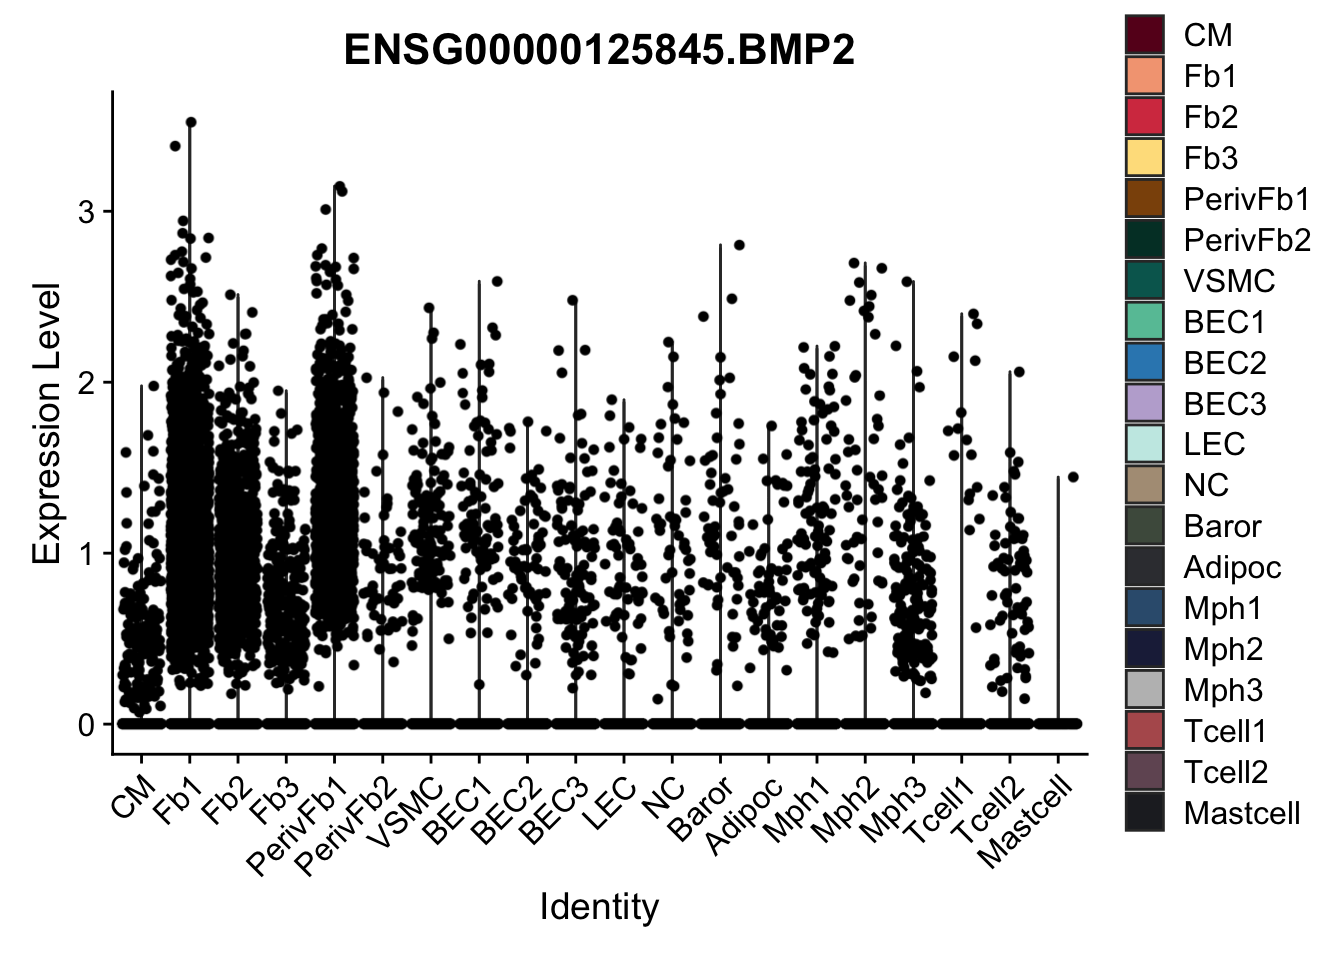 ENSG00000125845.BMP2
Expression Level
3
2
1
0
CM
Fb1
Fb2
Fb3
PerivFb1
PerivFb2
VSMC
BEC1
BEC2
BEC3
LEC
NC
Baror
Adipoc
Mph1
Mph2
Mph3
Tcell1
Tcell2
Mastcell
Identity
CM
Fb1
Fb2
Fb3
PerivFb1
PerivFb2
VSMC
BEC1
BEC2
BEC3
LEC
NC
Baror
Adipoc
Mph1
Mph2
Mph3
Tcell1
Tcell2
Mastcell